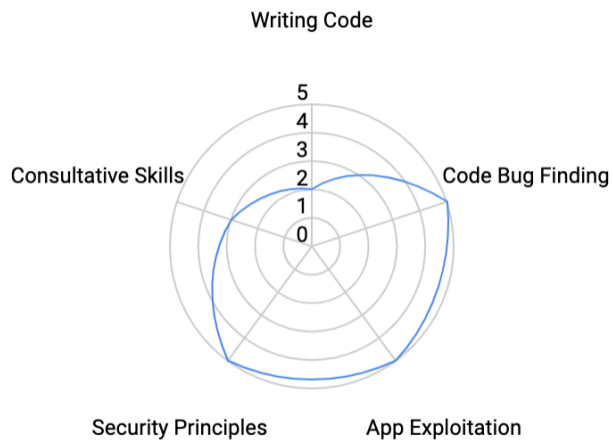 Writing Code
5
4
3
Consultative Skills
Code Bug Finding
2
1
0
Security Principles
App Exploitation